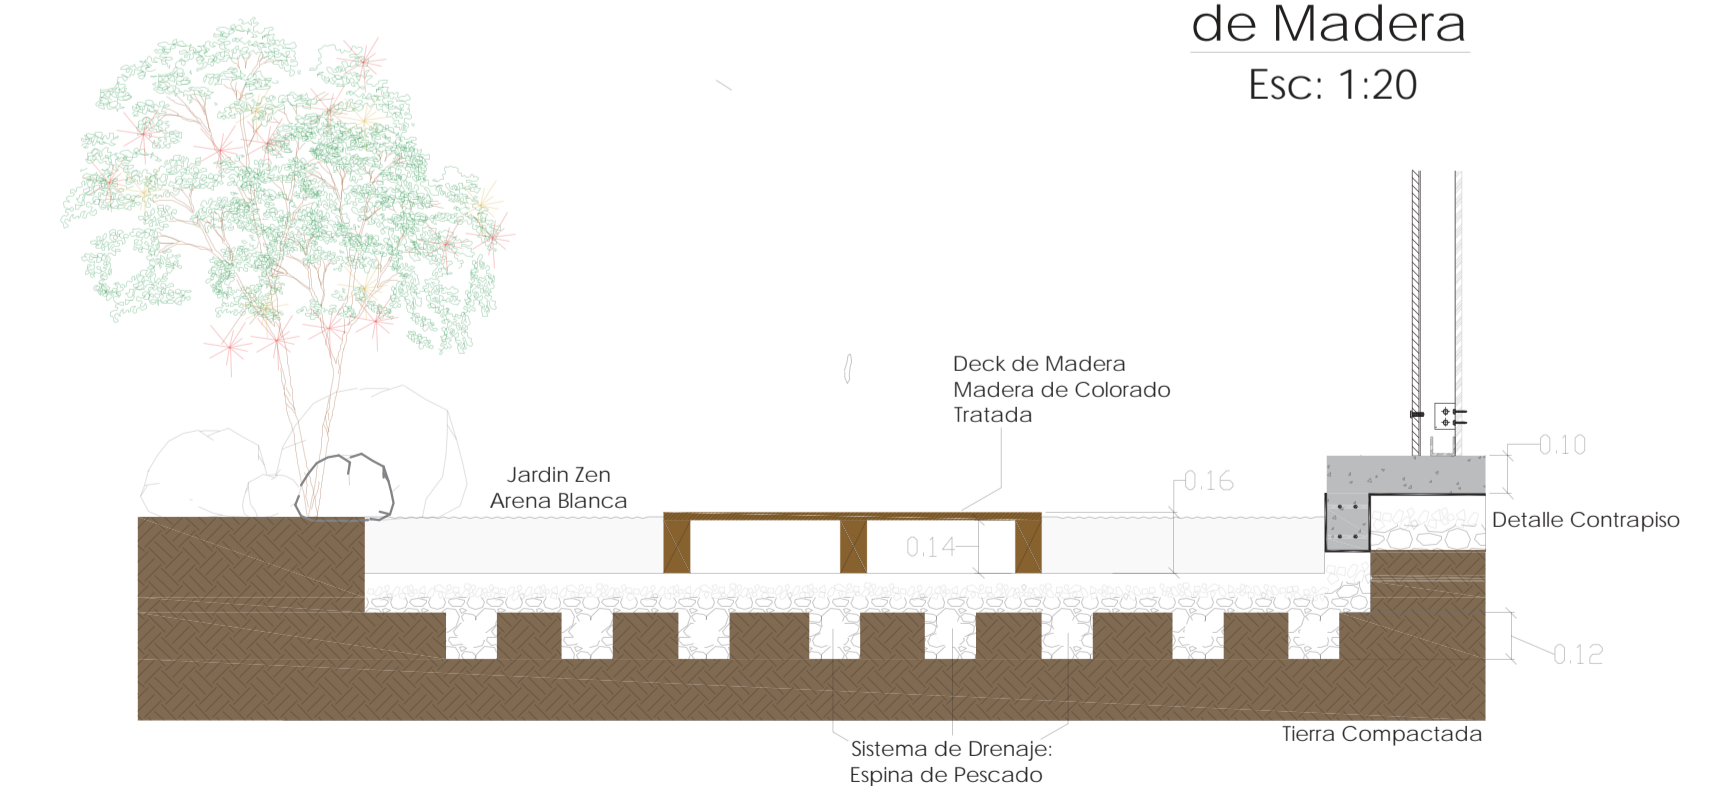 de Madera
Esc: 1:20
Deck de Madera
Madera de Colorado
Tratada
0.10
Jardin Zen
Arena Blanca
0.16
Detalle Contrapiso
0.14
0.12
Tierra Compactada
Sistema de Drenaje:
Espina de Pescado